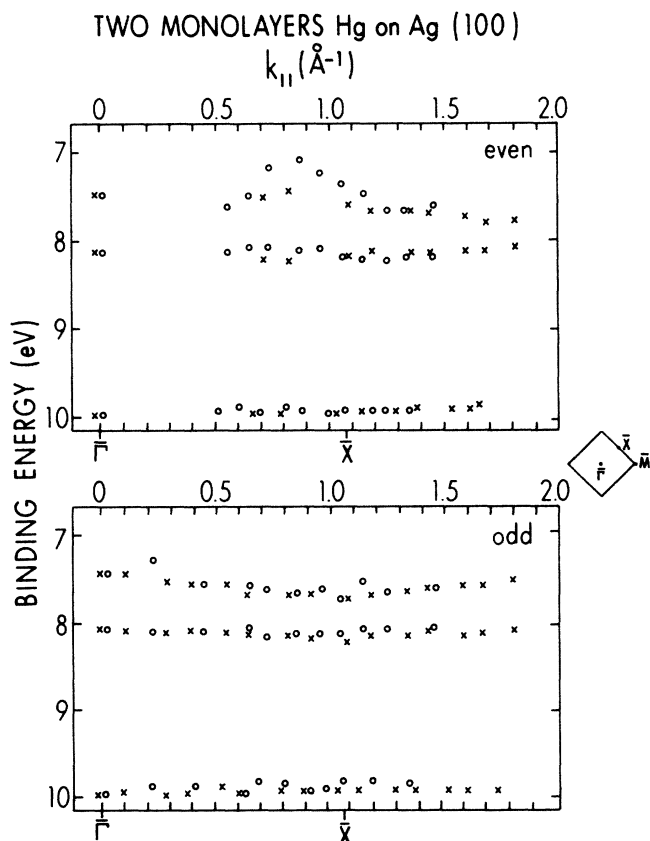 TWO MONOLAYERS Hg on Ag (100)
k|| (Å-1)
0 0.5 1.0 1.5 2.0
even
7
8
9
10
Γ̄ X̄
BINDING ENERGY (eV)
X̄
Γ̄ M̄
0 0.5 1.0 1.5 2.0
odd
7
8
9
10
Γ̄ X̄